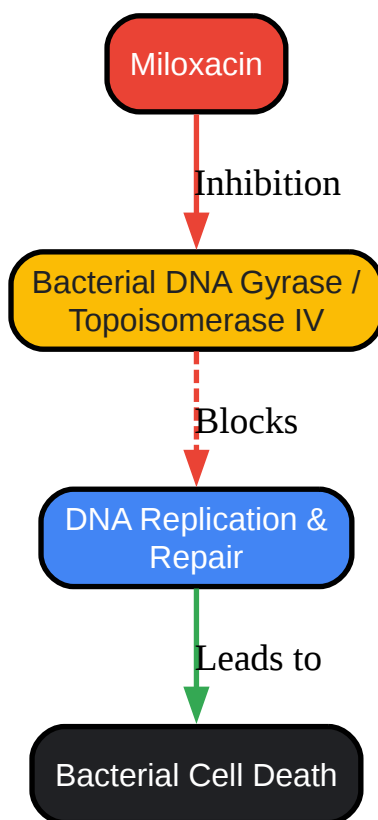 Miloxacin
Inhibition
Bacterial DNA Gyrase /
Topoisomerase IV
Blocks
DNA Replication &
Repair
Leads to
Bacterial Cell Death